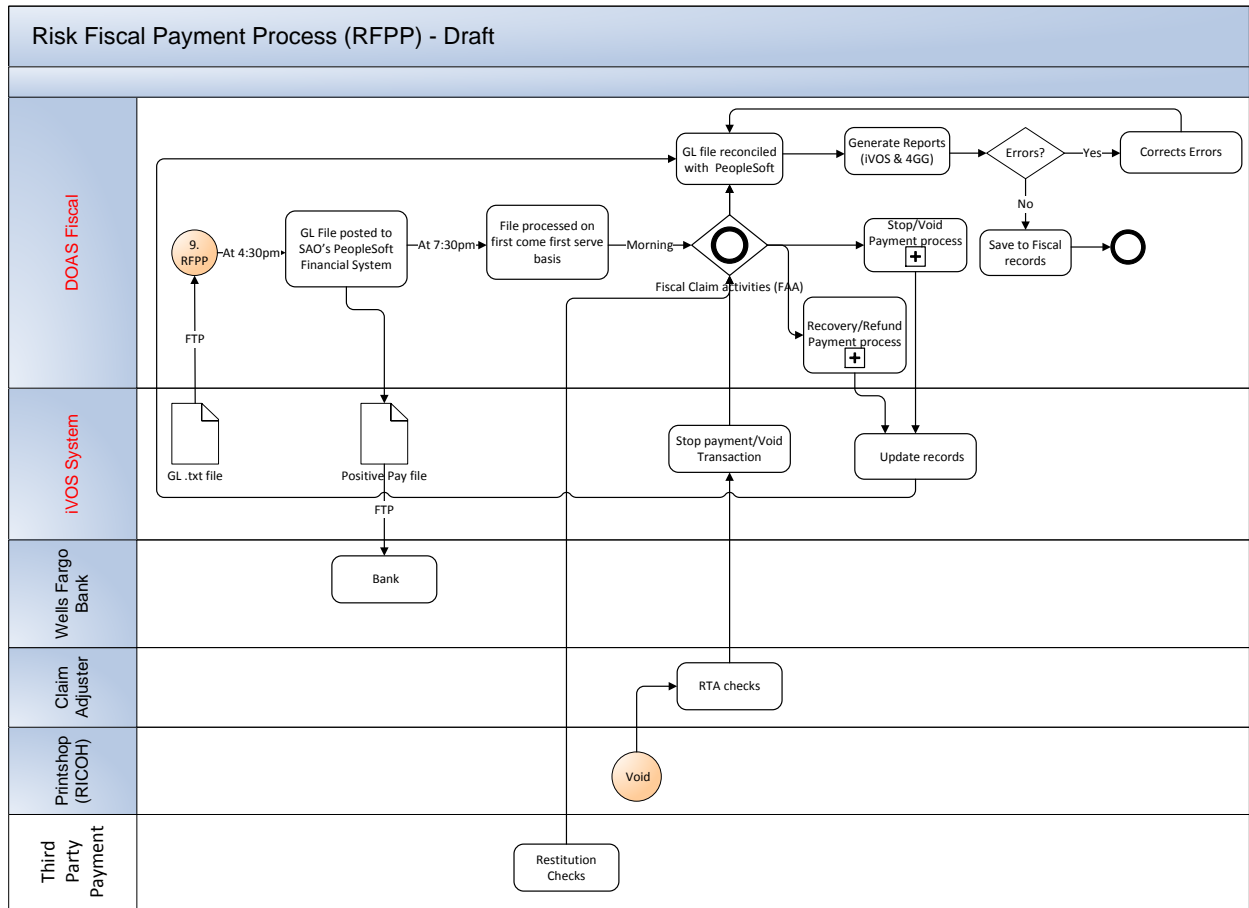 Risk Fiscal Payment Process (RFPP) - Draft
DOAS Fiscal
GL file reconciled
with PeopleSoft
Generate Reports
(iVOS & 4GG)
Errors?
Yes
Corrects Errors
No
Save to Fiscal
records
9.
RFPP
At 4:30pm
GL File posted to
SAO's PeopleSoft
Financial System
At 7:30pm
File processed on
first come first serve
basis
Morning
Fiscal Claim activities (FAA)
Stop/Void
Payment process
Recovery/Refund
Payment process
FTP
iVOS System
GL .txt file
Positive Pay file
FTP
Stop payment/Void
Transaction
Update records
Wells Fargo
Bank
Bank
Claim
Adjuster
RTA checks
Printshop
(RICOH)
Void
Third
Party
Payment
Restitution
Checks